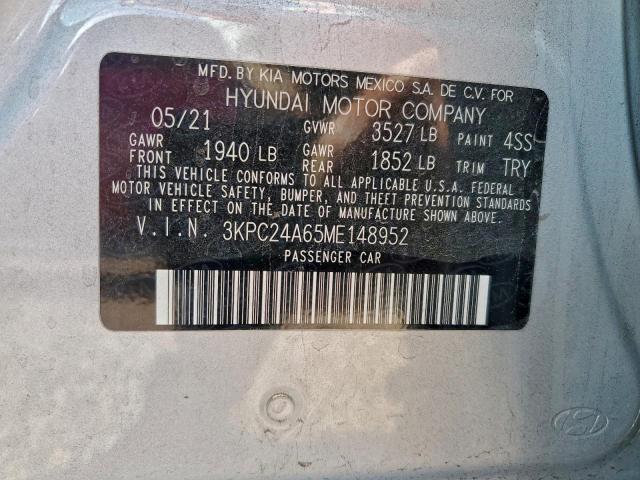 MFD. BY KIA MOTORS MEXICO S.A. DE C.V. FOR
HYUNDAI MOTOR COMPANY
05/21 GVWR 3527 LB PAINT 4SS
GAWR FRONT 1940 LB GAWR REAR 1852 LB TRIM TRY
THIS VEHICLE CONFORMS TO ALL APPLICABLE U.S.A. FEDERAL
MOTOR VEHICLE SAFETY, BUMPER, AND THEFT PREVENTION STANDARDS
IN EFFECT ON THE DATE OF MANUFACTURE SHOWN ABOVE.
V.I.N. 3KPC24A65ME148952
PASSENGER CAR